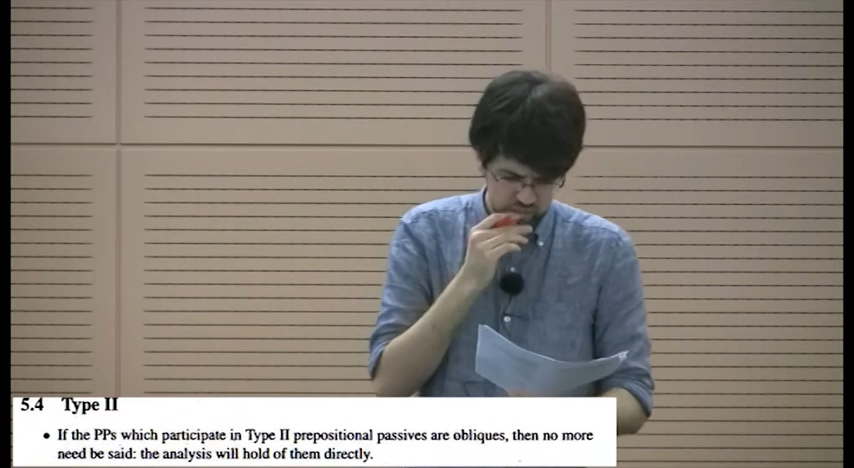 5.4 Type II
• If the PPs which participate in Type II prepositional passives are obliques, then no more
need be said: the analysis will hold of them directly.